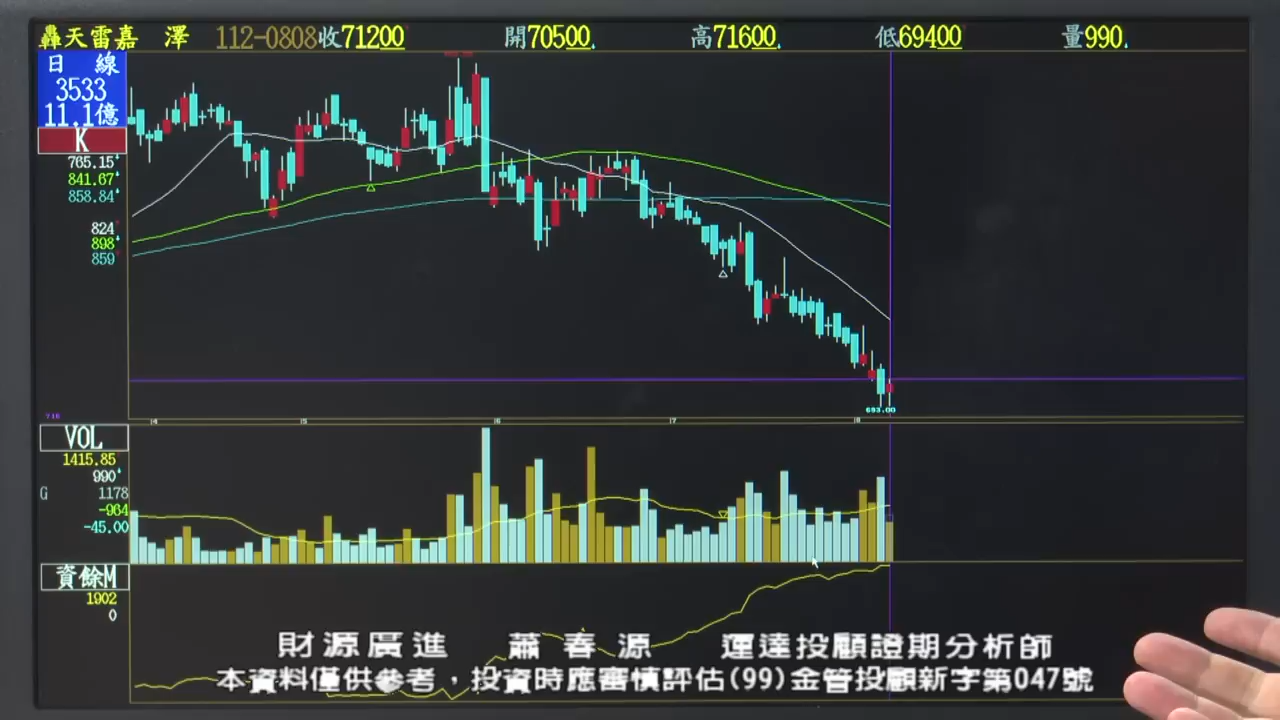 轟天雷嘉 澤 112-0808收71200 開70500 高71600 低69400 量990
日 線
3533
11.1億
K
765.15
841.67
858.84
824
898
859
693.00
4 5 6 7 8
VOL
1415.85
990
G 1178
-964
-45.00
資餘M
1902
0
財源廣進 蕭春源 運達投顧證期分析師
本資料僅供參考，投資時應審慎評估(99)金管投顧新字第047號